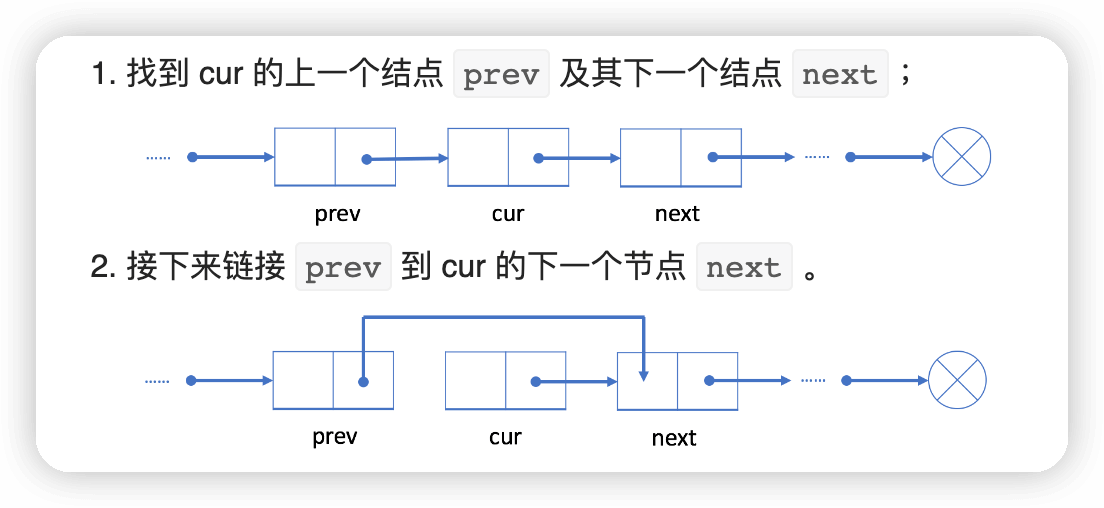 1. 找到 cur 的上一个结点 prev 及其下一个结点 next ；
…… ……
prev cur next
2. 接下来链接 prev 到 cur 的下一个节点 next 。
…… ……
prev cur next